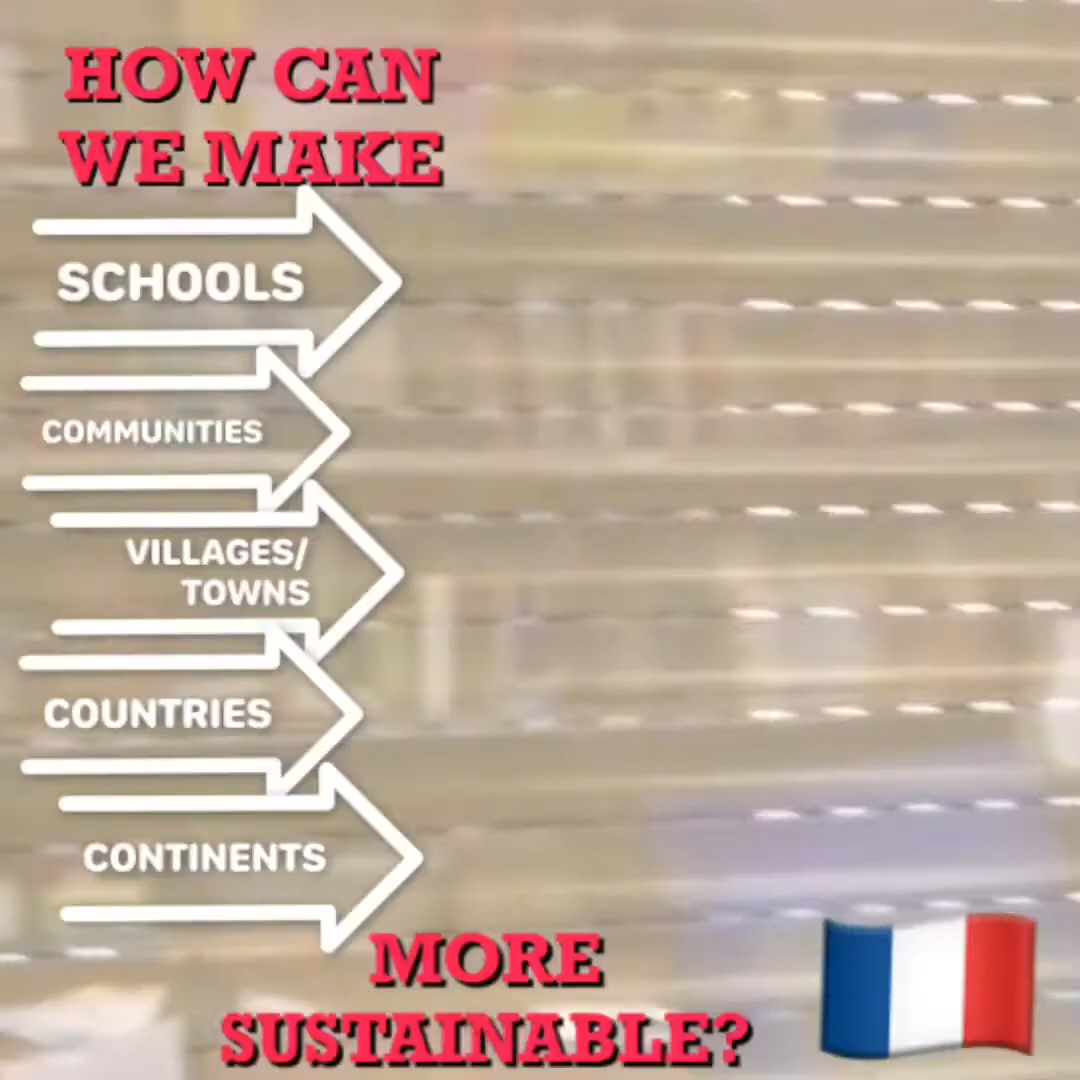 HOW CAN
WE MAKE
SCHOOLS
COMMUNITIES
VILLAGES/
TOWNS
COUNTRIES
CONTINENTS
MORE
SUSTAINABLE?